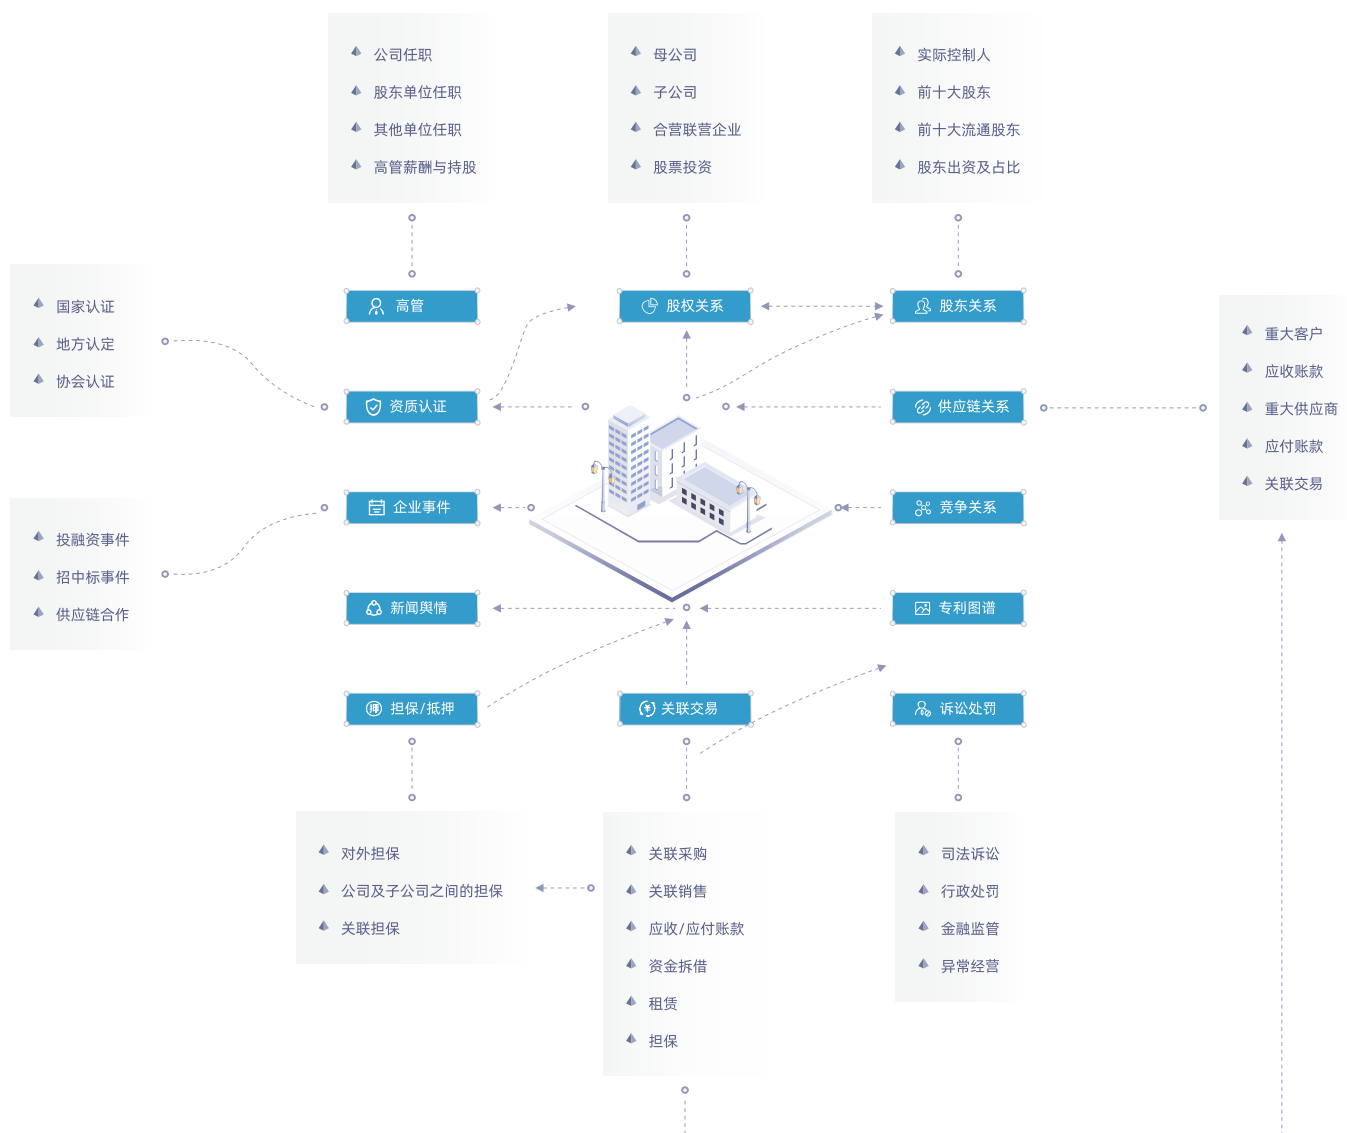 公司任职
股东单位任职
其他单位任职
高管薪酬与持股
母公司
子公司
合营联营企业
股票投资
实际控制人
前十大股东
前十大流通股东
股东出资及占比
国家认证
地方认定
协会认证
高管
股权关系
股东关系
重大客户
应收账款
重大供应商
应付账款
关联交易
资质认证
供应链关系
企业事件
竞争关系
投融资事件
招中标事件
供应链合作
新闻舆情
专利图谱
担保/抵押
关联交易
诉讼处罚
对外担保
公司及子公司之间的担保
关联担保
关联采购
关联销售
应收/应付账款
资金拆借
租赁
担保
司法诉讼
行政处罚
金融监管
异常经营